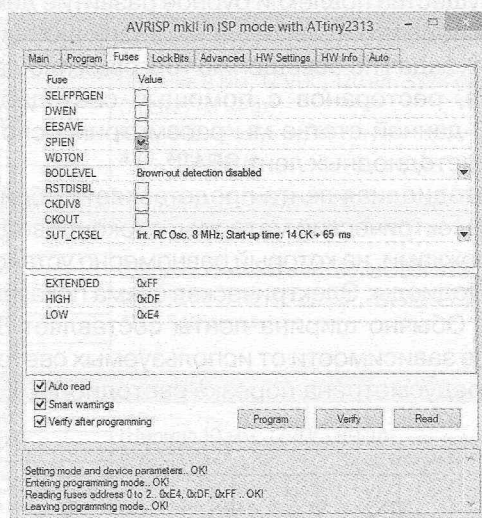 AVRISP mkII in ISP mode with ATtiny2313
Main Program Fuses LockBits Advanced HW Settings HW Info Auto
Fuse Value
SELFPRGEN
DWEN
EESAVE
SPIEN
WDTON
BODLEVEL Brown-out detection disabled
RSTDISBL
CKDIV8
CKOUT
SUT_CKSEL Int. RC Osc. 8 MHz; Start-up time: 14 CK + 65 ms
EXTENDED 0xFF
HIGH 0xDF
LOW 0xE4
Auto read
Smart warnings
Verify after programming
Program Verify Read
Setting mode and device parameters.. OK!
Entering programming mode.. OK!
Reading fuses address 0 to 2.. 0xE4, 0xDF, 0xFF .. OK!
Leaving programming mode.. OK!